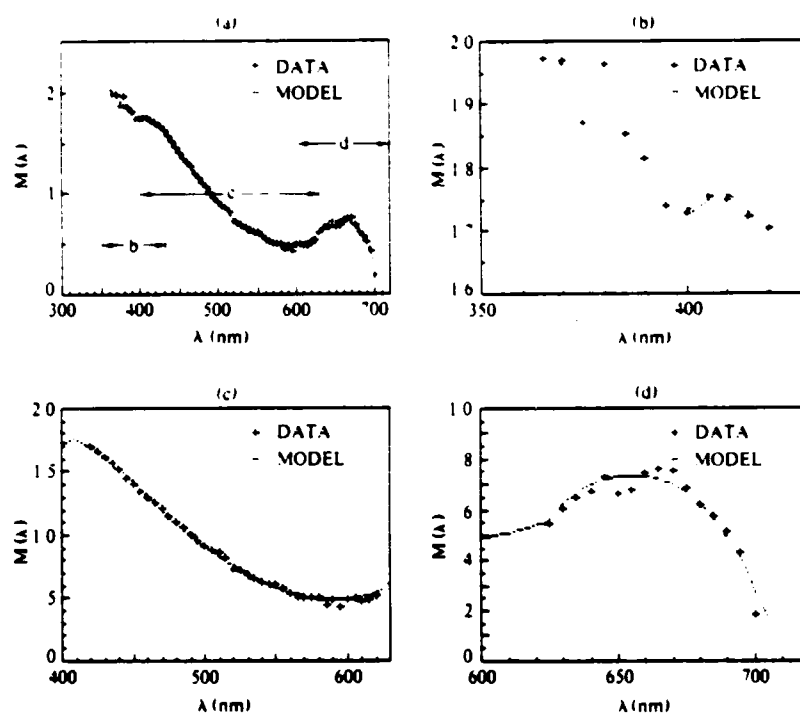 (a)
+ DATA
- MODEL
d
c
b
M (λ)
2
1
0
300 400 500 600 700
λ (nm)
(b)
+ DATA
- MODEL
M (λ)
2 0
1 9
1 8
1 7
1 6
350 400
λ (nm)
(c)
+ DATA
- MODEL
M (λ)
2 0
1 5
1 0
5
0
400 500 600
λ (nm)
(d)
+ DATA
- MODEL
M (λ)
1 0
8
6
4
2
0
600 650 700
λ (nm)